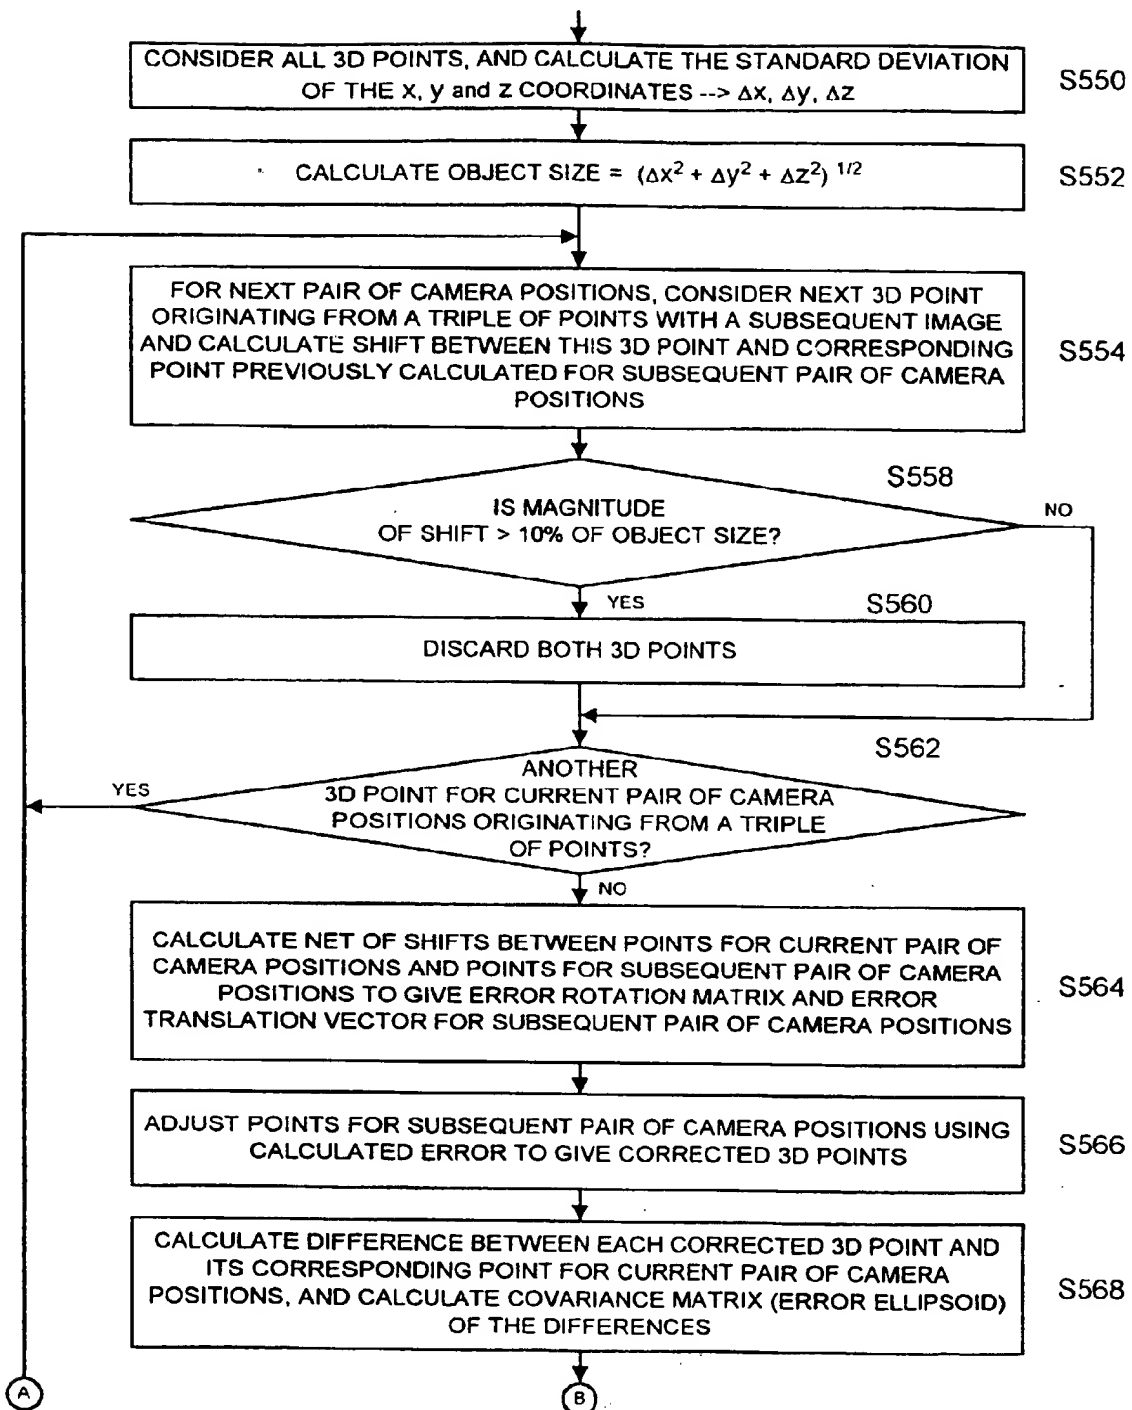 CONSIDER ALL 3D POINTS, AND CALCULATE THE STANDARD DEVIATION
OF THE x, y and z COORDINATES --> Δx, Δy, Δz
S550
CALCULATE OBJECT SIZE = (Δx² + Δy² + Δz²) 1/2
S552
FOR NEXT PAIR OF CAMERA POSITIONS, CONSIDER NEXT 3D POINT
ORIGINATING FROM A TRIPLE OF POINTS WITH A SUBSEQUENT IMAGE
AND CALCULATE SHIFT BETWEEN THIS 3D POINT AND CORRESPONDING
POINT PREVIOUSLY CALCULATED FOR SUBSEQUENT PAIR OF CAMERA
POSITIONS
S554
S558
IS MAGNITUDE
OF SHIFT > 10% OF OBJECT SIZE?
NO
YES
S560
DISCARD BOTH 3D POINTS
S562
ANOTHER
3D POINT FOR CURRENT PAIR OF CAMERA
POSITIONS ORIGINATING FROM A TRIPLE
OF POINTS?
YES
NO
CALCULATE NET OF SHIFTS BETWEEN POINTS FOR CURRENT PAIR OF
CAMERA POSITIONS AND POINTS FOR SUBSEQUENT PAIR OF CAMERA
POSITIONS TO GIVE ERROR ROTATION MATRIX AND ERROR
TRANSLATION VECTOR FOR SUBSEQUENT PAIR OF CAMERA POSITIONS
S564
ADJUST POINTS FOR SUBSEQUENT PAIR OF CAMERA POSITIONS USING
CALCULATED ERROR TO GIVE CORRECTED 3D POINTS
S566
CALCULATE DIFFERENCE BETWEEN EACH CORRECTED 3D POINT AND
ITS CORRESPONDING POINT FOR CURRENT PAIR OF CAMERA
POSITIONS, AND CALCULATE COVARIANCE MATRIX (ERROR ELLIPSOID)
OF THE DIFFERENCES
S568
A
B